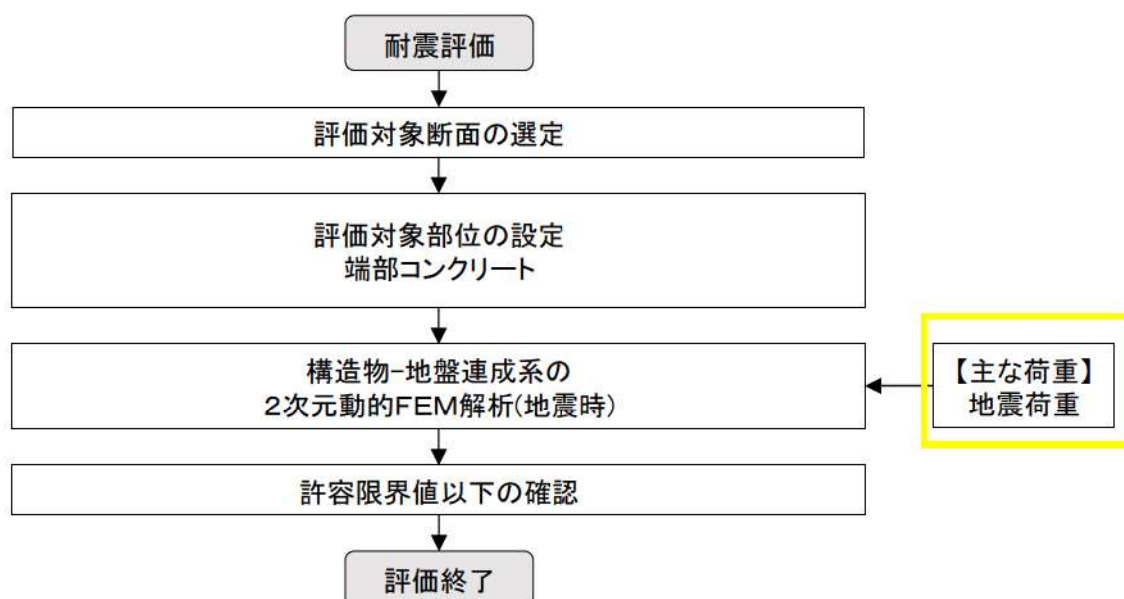 耐震評価
評価対象断面の選定
評価対象部位の設定
端部コンクリート
構造物-地盤連成系の
２次元動的ＦＥＭ解析(地震時)
【主な荷重】
地震荷重
許容限界値以下の確認
評価終了